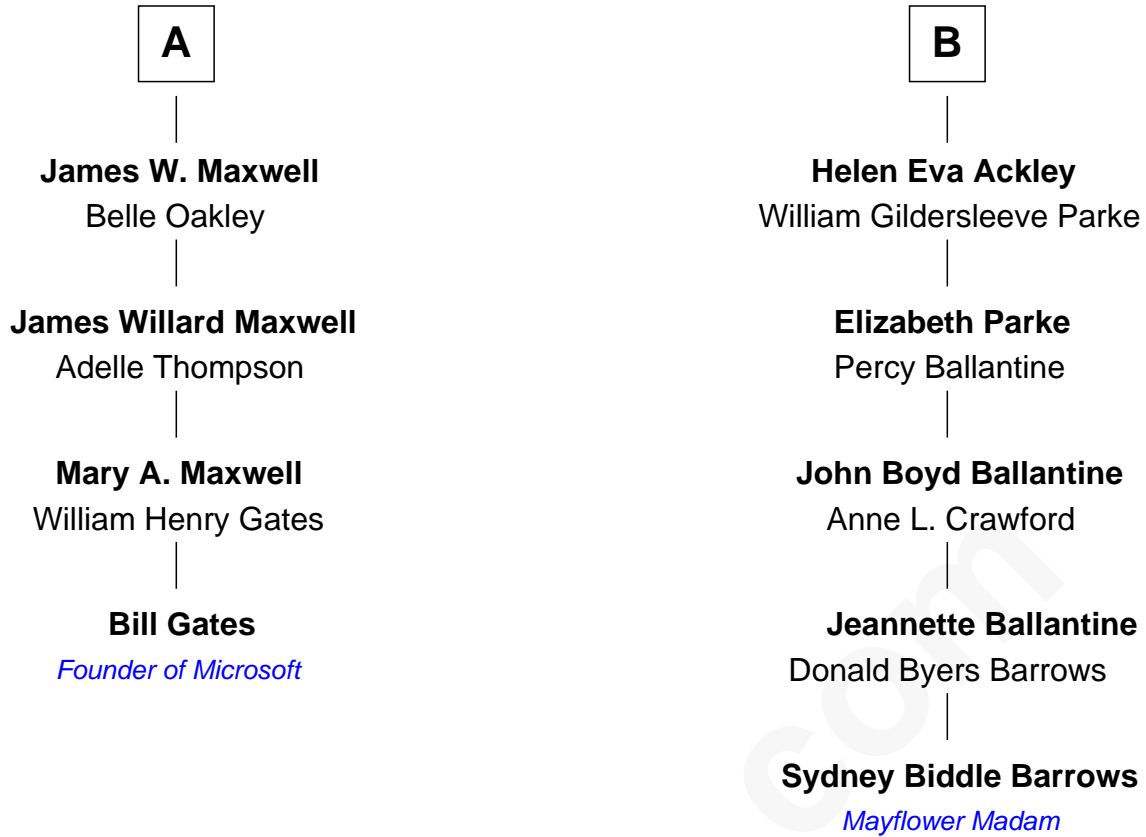 A
James W. Maxwell
Belle Oakley
James Willard Maxwell
Adelle Thompson
Mary A. Maxwell
William Henry Gates
Bill Gates
Founder of Microsoft
B
Helen Eva Ackley
William Gildersleeve Parke
Elizabeth Parke
Percy Ballantine
John Boyd Ballantine
Anne L. Crawford
Jeannette Ballantine
Donald Byers Barrows
Sydney Biddle Barrows
Mayflower Madam
com